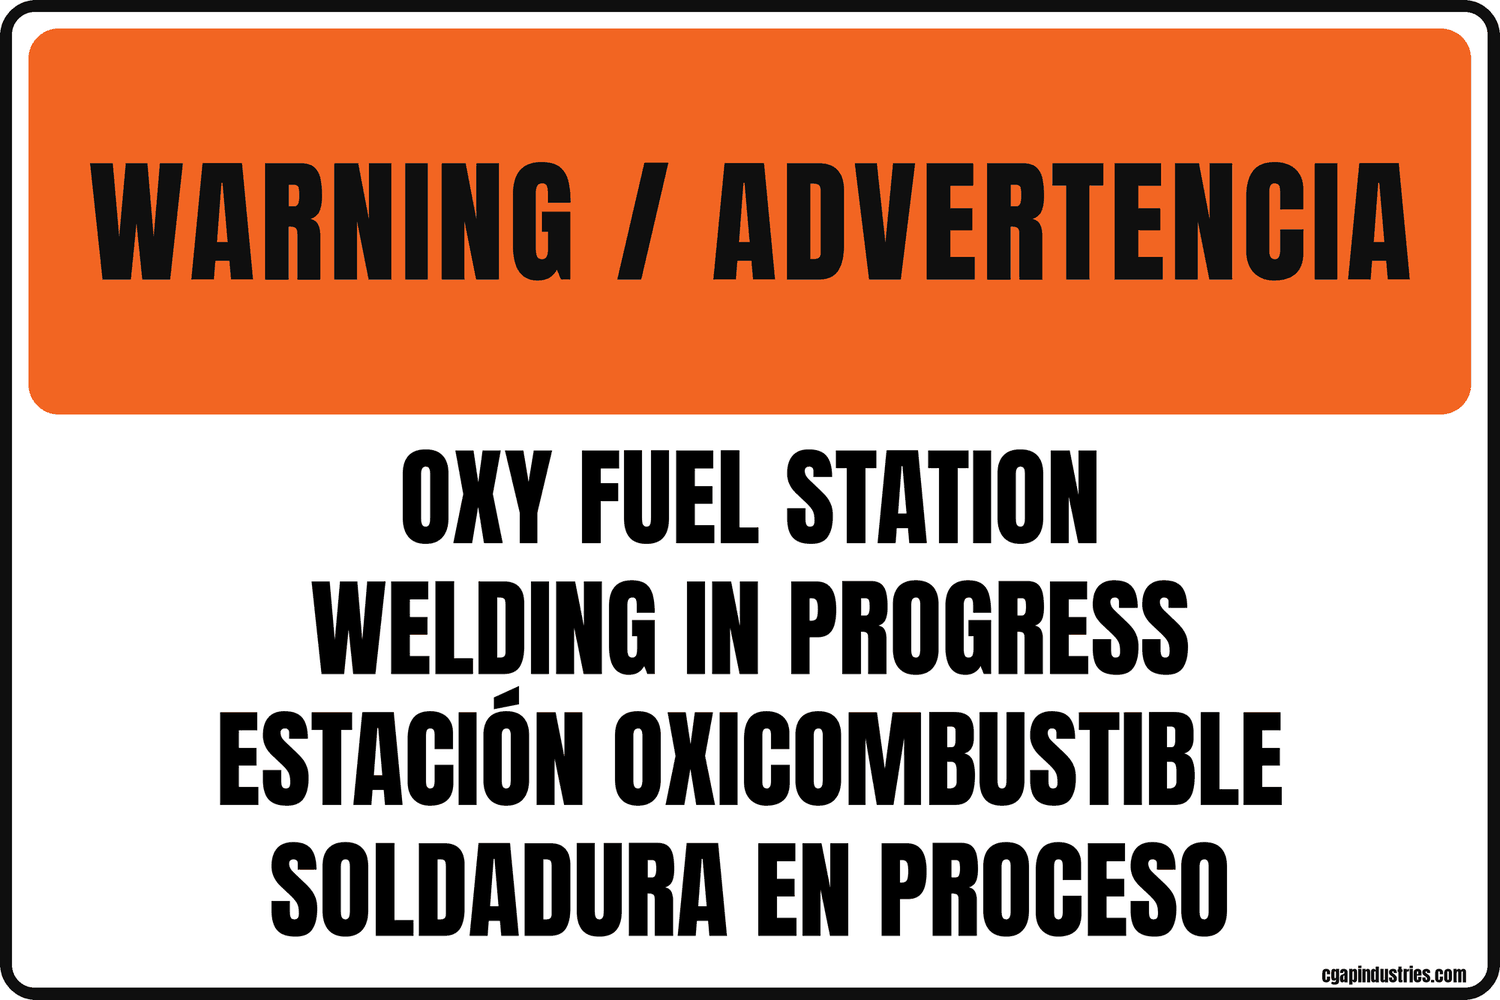 WARNING / ADVERTENCIA
OXY FUEL STATION
WELDING IN PROGRESS
ESTACIÓN OXICOMBUSTIBLE
SOLDADURA EN PROCESO
cgapindustries.com